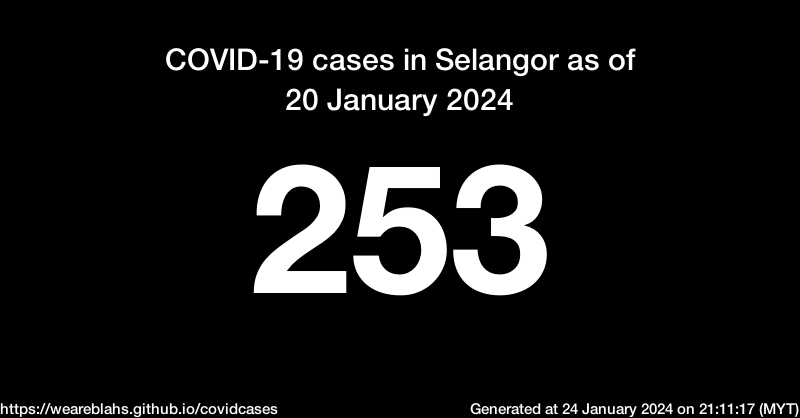 COVID-19 cases in Selangor as of
20 January 2024
253
https://weareblahs.github.io/covidcases
Generated at 24 January 2024 on 21:11:17 (MYT)